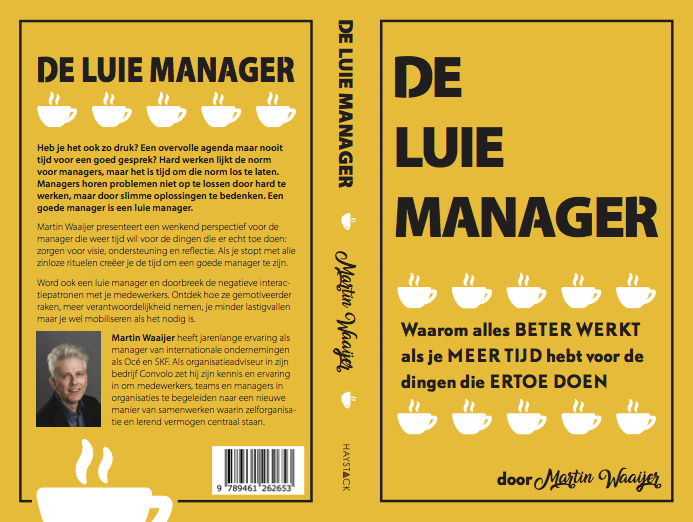 DE LUIE MANAGER
Heb je het ook zo druk? Een overvolle agenda maar nooit
tijd voor een goed gesprek? Hard werken lijkt de norm
voor managers, maar het is tijd om die norm los te laten.
Managers horen problemen niet op te lossen door hard te
werken, maar door slimme oplossingen te bedenken. Een
goede manager is een luie manager.
Martin Waaijer presenteert een wenkend perspectief voor de
manager die weer tijd wil voor de dingen die er echt toe doen:
zorgen voor visie, ondersteuning en reflectie. Als je stopt met alle
zinloze rituelen creëer je de tijd om een goede manager te zijn.
Word ook een luie manager en doorbreek de negatieve interac-
tiepatronen met je medewerkers. Ontdek hoe ze gemotiveerder
raken, meer verantwoordelijkheid nemen, je minder lastigvallen
maar je wel mobiliseren als het nodig is.
Martin Waaijer heeft jarenlange ervaring als
manager van internationale ondernemingen
als Océ en SKF. Als organisatieadviseur in zijn
bedrijf Convolo zet hij zijn kennis en ervaring
in om medewerkers, teams en managers in
organisaties te begeleiden naar een nieuwe
manier van samenwerken waarin zelforganisa-
tie en lerend vermogen centraal staan.
9 789461 262653
DE LUIE MANAGER
Martin Waaijer
HAYSTACK
DE
LUIE
MANAGER
Waarom alles BETER WERKT
als je MEER TIJD hebt voor de
dingen die ERTOE DOEN
door Martin Waaijer